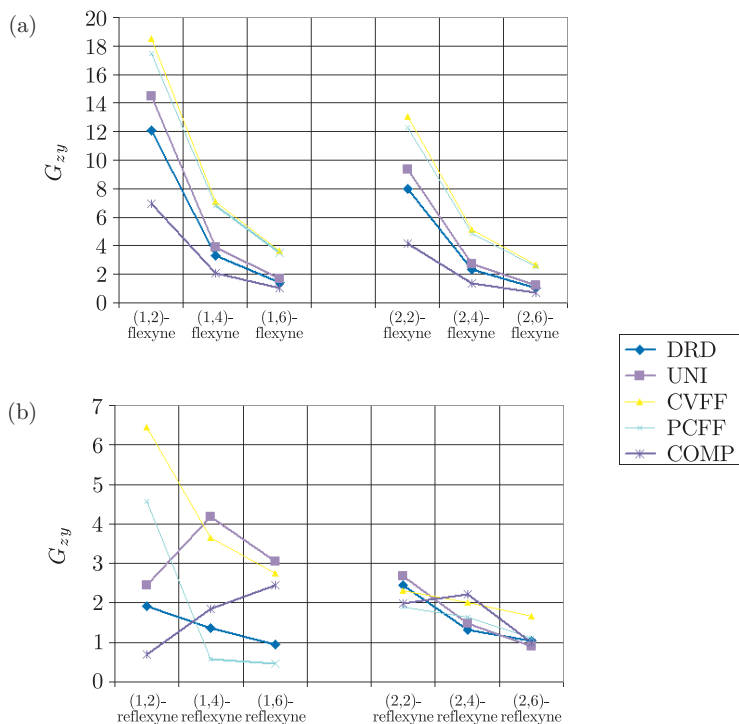 (a)
20
18
16
14
12
10
8
6
4
2
0
G_zy
(1,2)-
flexyne
(1,4)-
flexyne
(1,6)-
flexyne
(2,2)-
flexyne
(2,4)-
flexyne
(2,6)-
flexyne
DRD
UNI
CVFF
PCFF
COMP
(b)
7
6
5
4
3
2
1
0
G_zy
(1,2)-
reflexyne
(1,4)-
reflexyne
(1,6)-
reflexyne
(2,2)-
reflexyne
(2,4)-
reflexyne
(2,6)-
reflexyne